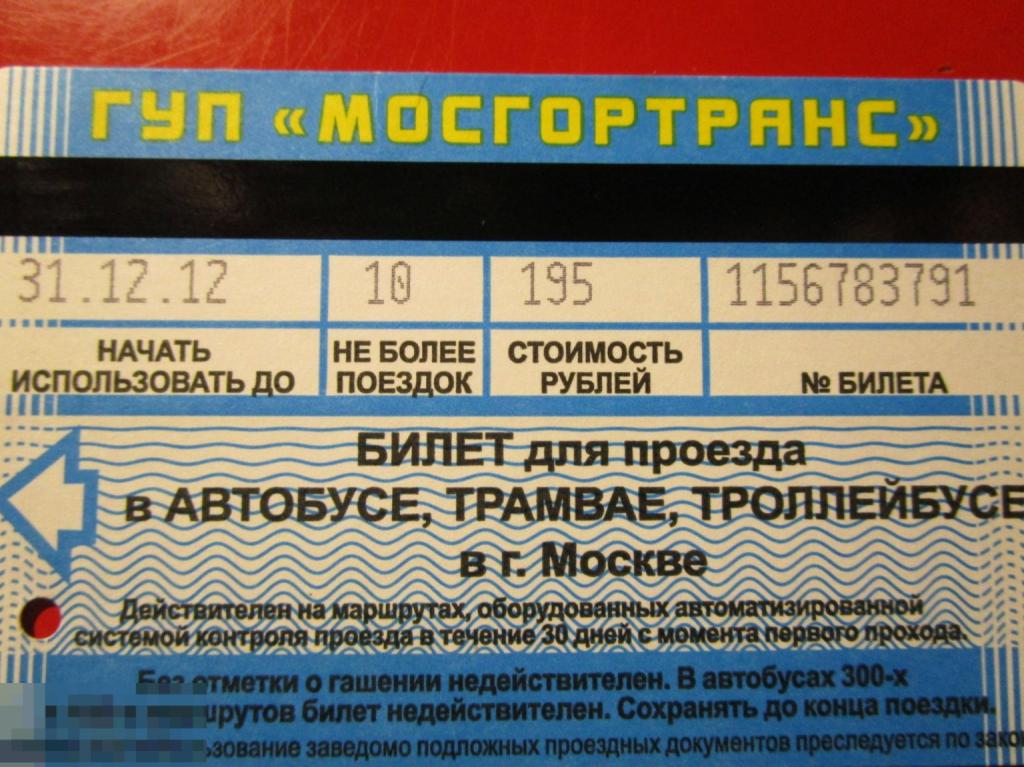 ГУП «МОСГОРТРАНС»
31.12.12 10 195 1156783791
НАЧАТЬ ИСПОЛЬЗОВАТЬ ДО
НЕ БОЛЕЕ ПОЕЗДОК
СТОИМОСТЬ РУБЛЕЙ
№ БИЛЕТА
БИЛЕТ для проезда
в АВТОБУСЕ, ТРАМВАЕ, ТРОЛЛЕЙБУСЕ
в г. Москве
Действителен на маршрутах, оборудованных автоматизированной
системой контроля проезда в течение 30 дней с момента первого прохода.
Без отметки о гашении недействителен. В автобусах 300-х
билет недействителен. Сохранять до конца поездки.
заведомо подложных проездных документов преследуется по